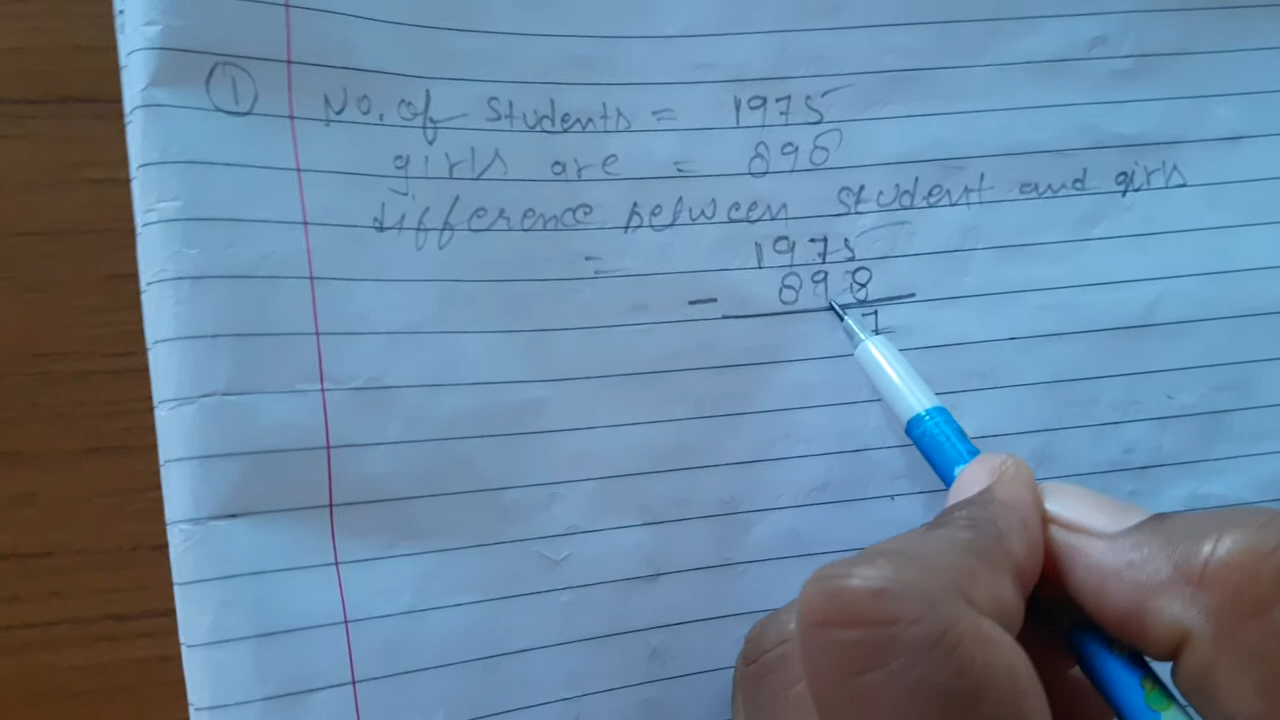 ① No. of students = 1975
girls are = 898
difference between student and girls
= 1975
- 898
7